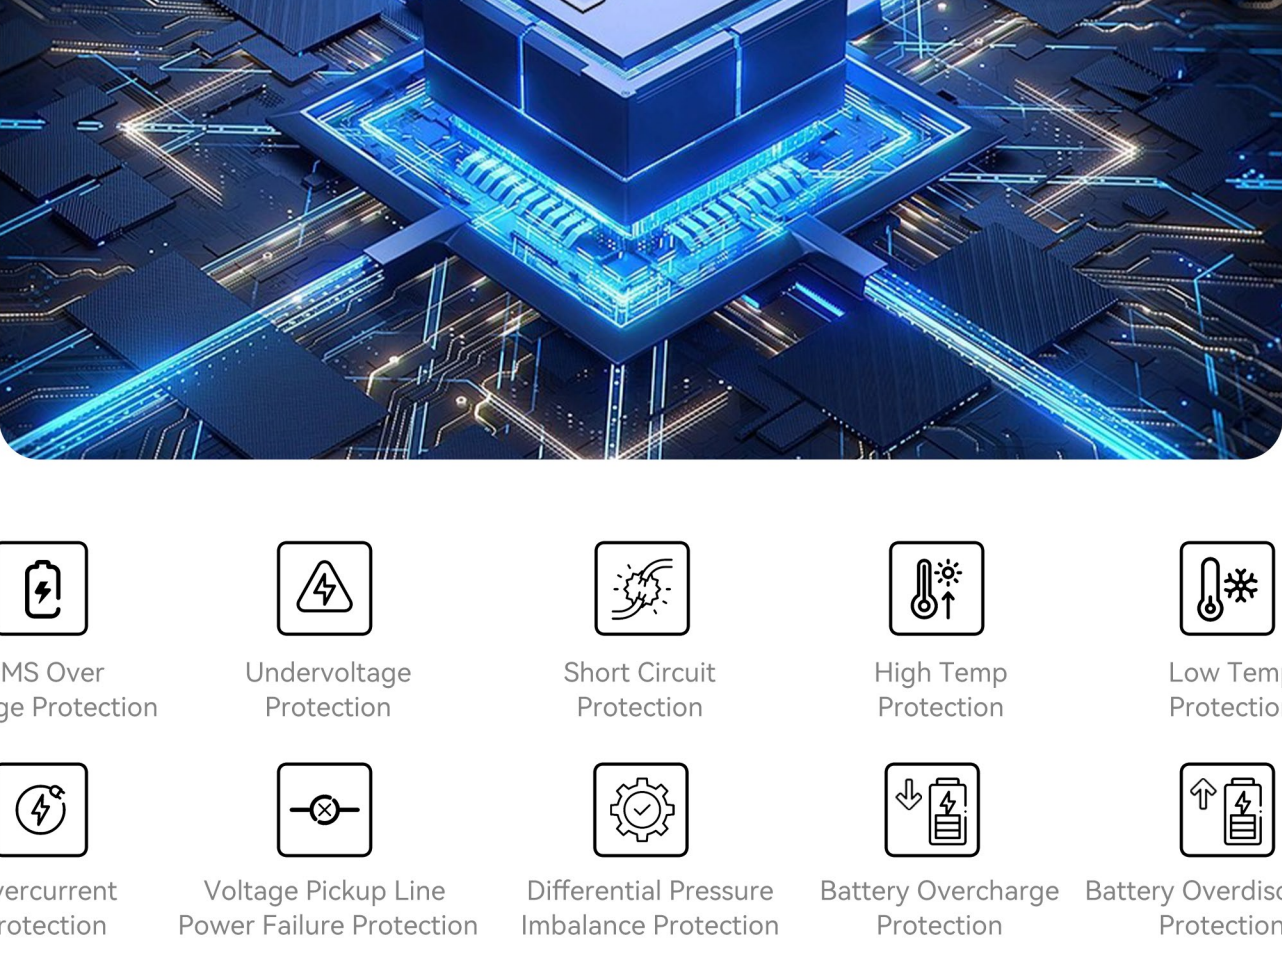 MS Over
Undervoltage
Short Circuit
High Temp
Low Tem
ge Protection
Protection
Protection
Protection
Protectio
vercurrent
Voltage Pickup Line
Differential Pressure
Battery Overcharge
Battery Overdisc
rotection
Power Failure Protection
Imbalance Protection
Protection
Protection